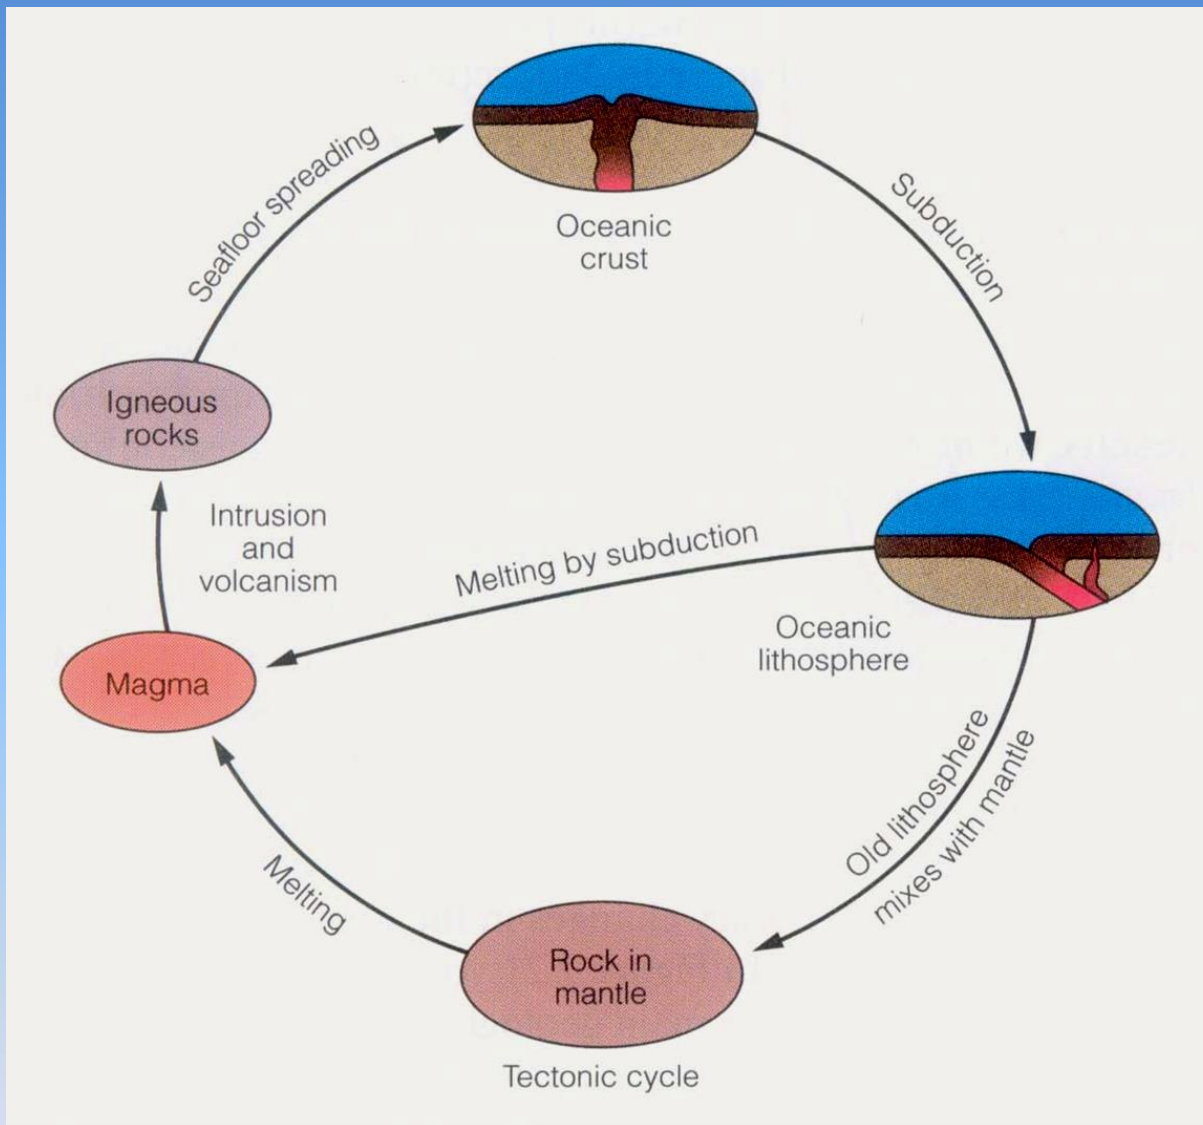 Seafloor spreading
Oceanic
crust
Subduction
Igneous
rocks
Intrusion
and
volcanism
Melting by subduction
Oceanic
lithosphere
Magma
Old lithosphere
mixes with mantle
Melting
Rock in
mantle
Tectonic cycle